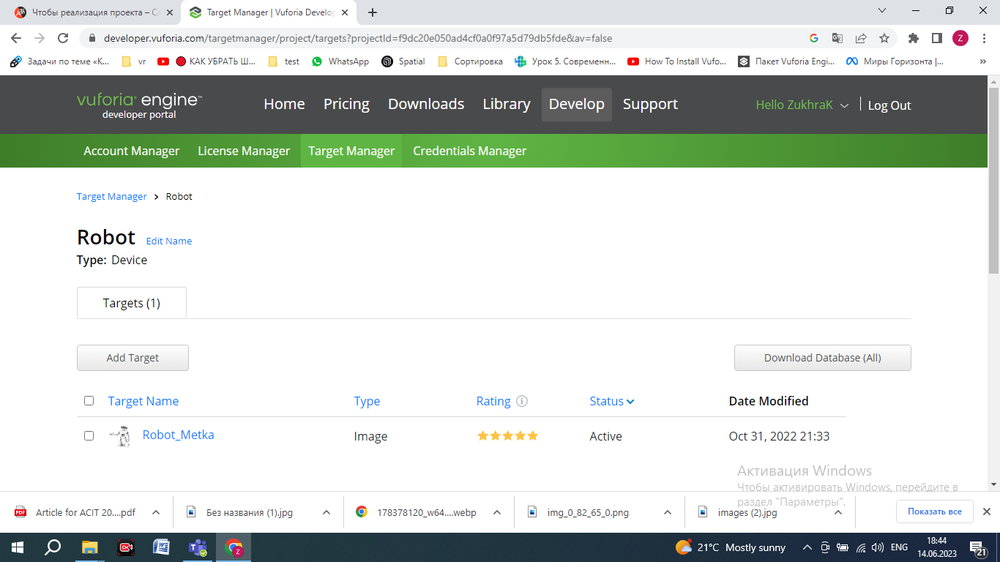 Чтобы реализация проекта – Сл
Target Manager | Vuforia Develop
developer.vuforia.com/targetmanager/project/targets?projectId=f9dc20e050ad4cf0a0f97a5d79db5fde&av=false
Z
Задачи по теме «К...
vr
КАК УБРАТЬ Ш...
test
WhatsApp
Spatial
Сортировка
Урок 5. Современн...
How To Install Vufo...
Пакет Vuforia Engi...
Миры Горизонта |...
»
vuforia engine™
developer portal
Home Pricing Downloads Library Develop Support
Hello ZukhraK
Log Out
Account Manager License Manager Target Manager Credentials Manager
Target Manager > Robot
Robot Edit Name
Type: Device
Targets (1)
Add Target
Download Database (All)
Target Name Type Rating Status Date Modified
Robot_Metka Image Active Oct 31, 2022 21:33
Активация Windows
Чтобы активировать Windows, перейдите в
раздел "Параметры".
PDF
Article for ACIT 20....pdf
Без названия (1).jpg
178378120_w64....webp
img_0_82_65_0.png
images (2).jpg
Показать все
21°C Mostly sunny
ENG
18:44
14.06.2023
21